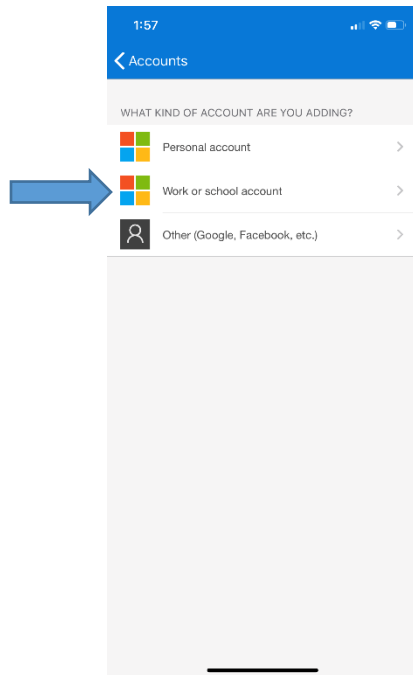 1:57
Accounts
WHAT KIND OF ACCOUNT ARE YOU ADDING?
Personal account
Work or school account
Other (Google, Facebook, etc.)